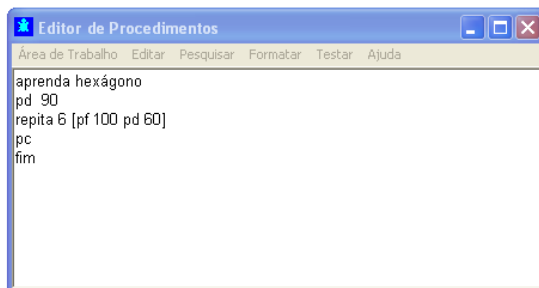 Editor de Procedimentos
Área de Trabalho Editar Pesquisar Formatar Testar Ajuda
aprenda hexágono
pd 90
repita 6 [pf 100 pd 60]
pc
fim